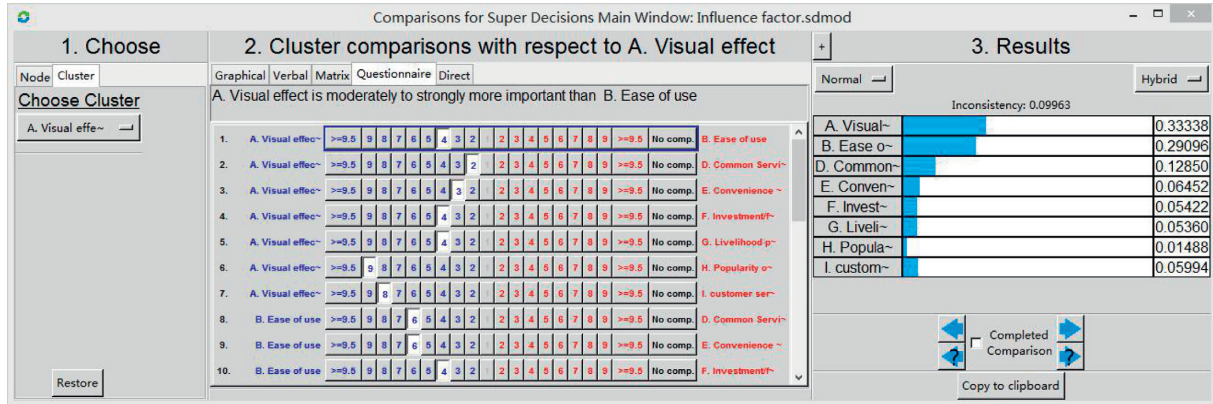 Comparisons for Super Decisions Main Window: Influence factor.sdmod
1. Choose
Node Cluster
Choose Cluster
A. Visual effe~
Restore
2. Cluster comparisons with respect to A. Visual effect
Graphical Verbal Matrix Questionnaire Direct
A. Visual effect is moderately to strongly more important than B. Ease of use
1. A. Visual effec~ >=9.5 9 8 7 6 5 4 3 2 1 2 3 4 5 6 7 8 9 >=9.5 No comp. B. Ease of use
2. A. Visual effec~ >=9.5 9 8 7 6 5 4 3 2 1 2 3 4 5 6 7 8 9 >=9.5 No comp. D. Common Servi~
3. A. Visual effec~ >=9.5 9 8 7 6 5 4 3 2 1 2 3 4 5 6 7 8 9 >=9.5 No comp. E. Convenience ~
4. A. Visual effec~ >=9.5 9 8 7 6 5 4 3 2 1 2 3 4 5 6 7 8 9 >=9.5 No comp. F. Investment/f~
5. A. Visual effec~ >=9.5 9 8 7 6 5 4 3 2 1 2 3 4 5 6 7 8 9 >=9.5 No comp. G. Livelihood p~
6. A. Visual effec~ >=9.5 9 8 7 6 5 4 3 2 1 2 3 4 5 6 7 8 9 >=9.5 No comp. H. Popularity o~
7. A. Visual effec~ >=9.5 9 8 7 6 5 4 3 2 1 2 3 4 5 6 7 8 9 >=9.5 No comp. I. customer ser~
8. B. Ease of use >=9.5 9 8 7 6 5 4 3 2 1 2 3 4 5 6 7 8 9 >=9.5 No comp. D. Common Servi~
9. B. Ease of use >=9.5 9 8 7 6 5 4 3 2 1 2 3 4 5 6 7 8 9 >=9.5 No comp. E. Convenience ~
10. B. Ease of use >=9.5 9 8 7 6 5 4 3 2 1 2 3 4 5 6 7 8 9 >=9.5 No comp. F. Investment/f~
+ 3. Results
Normal Hybrid
Inconsistency: 0.09963
A. Visual~ 0.33338
B. Ease o~ 0.29096
D. Common~ 0.12850
E. Conven~ 0.06452
F. Invest~ 0.05422
G. Liveli~ 0.05360
H. Popula~ 0.01488
I. custom~ 0.05994
Completed
Comparison
? ?
Copy to clipboard